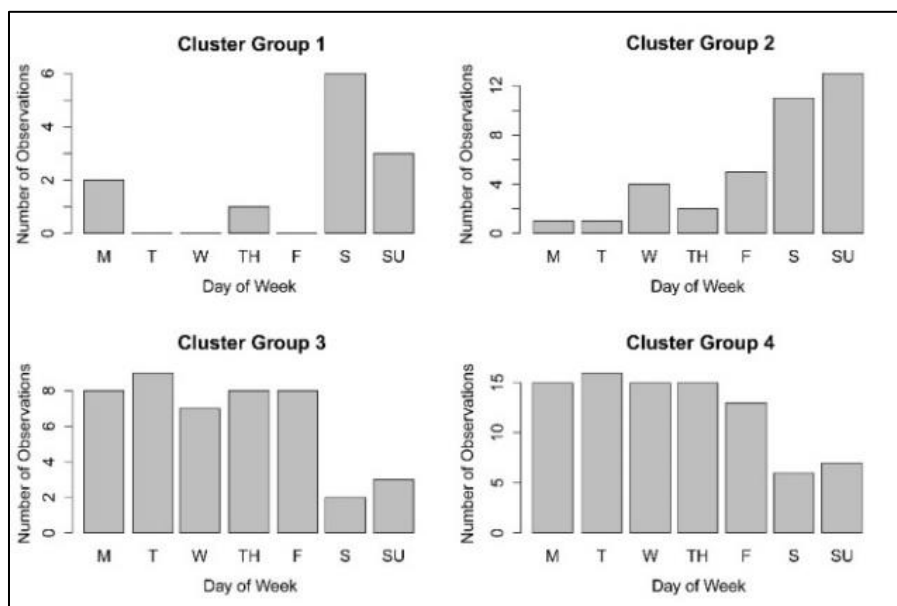 Cluster Group 1
Number of Observations
0 2 4 6
M T W TH F S SU
Day of Week
Cluster Group 2
Number of Observations
0 4 8 12
M T W TH F S SU
Day of Week
Cluster Group 3
Number of Observations
0 2 4 6 8
M T W TH F S SU
Day of Week
Cluster Group 4
Number of Observations
0 5 10 15
M T W TH F S SU
Day of Week